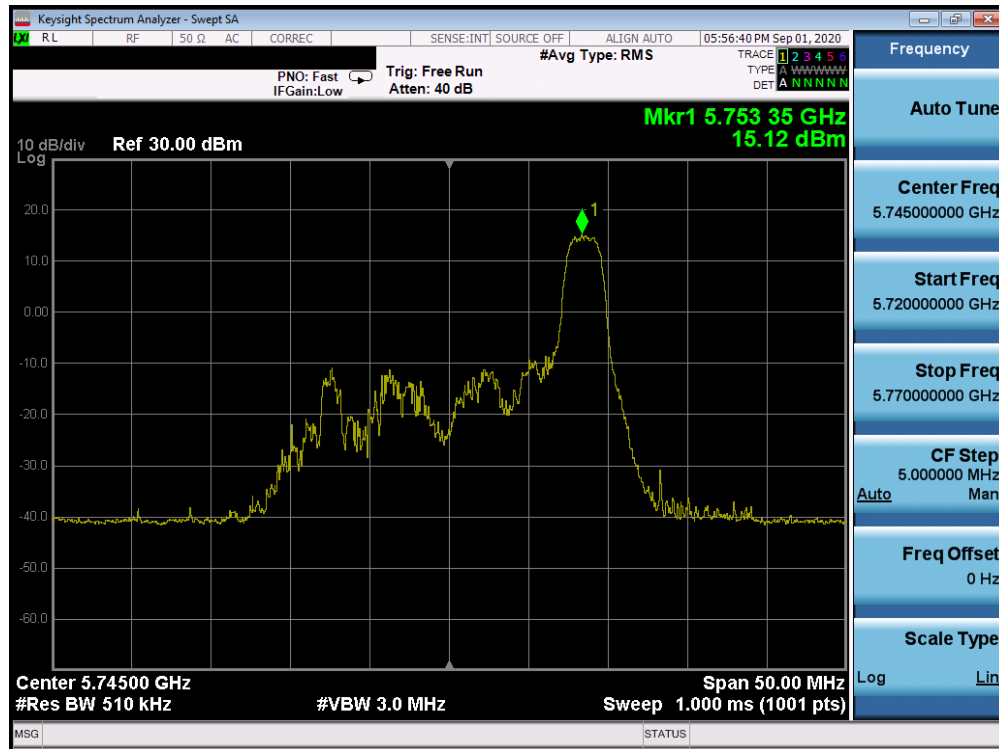 Keysight Spectrum Analyzer - Swept SA
LXI RL RF 50 Ω AC CORREC SENSE:INT SOURCE OFF ALIGN AUTO 05:56:40 PM Sep 01, 2020
#Avg Type: RMS
TRACE 1 2 3 4 5 6
PNO: Fast Trig: Free Run
TYPE A WWWWW
IFGain:Low Atten: 40 dB
DET A N N N N N
Mkr1 5.753 35 GHz
15.12 dBm
10 dB/div Ref 30.00 dBm
Log
1
20.0
10.0
0.00
-10.0
-20.0
-30.0
-40.0
-50.0
-60.0
Center 5.74500 GHz Span 50.00 MHz
#Res BW 510 kHz #VBW 3.0 MHz Sweep 1.000 ms (1001 pts)
MSG STATUS
Frequency
Auto Tune
Center Freq
5.745000000 GHz
Start Freq
5.720000000 GHz
Stop Freq
5.770000000 GHz
CF Step
5.000000 MHz
Auto Man
Freq Offset
0 Hz
Scale Type
Log Lin